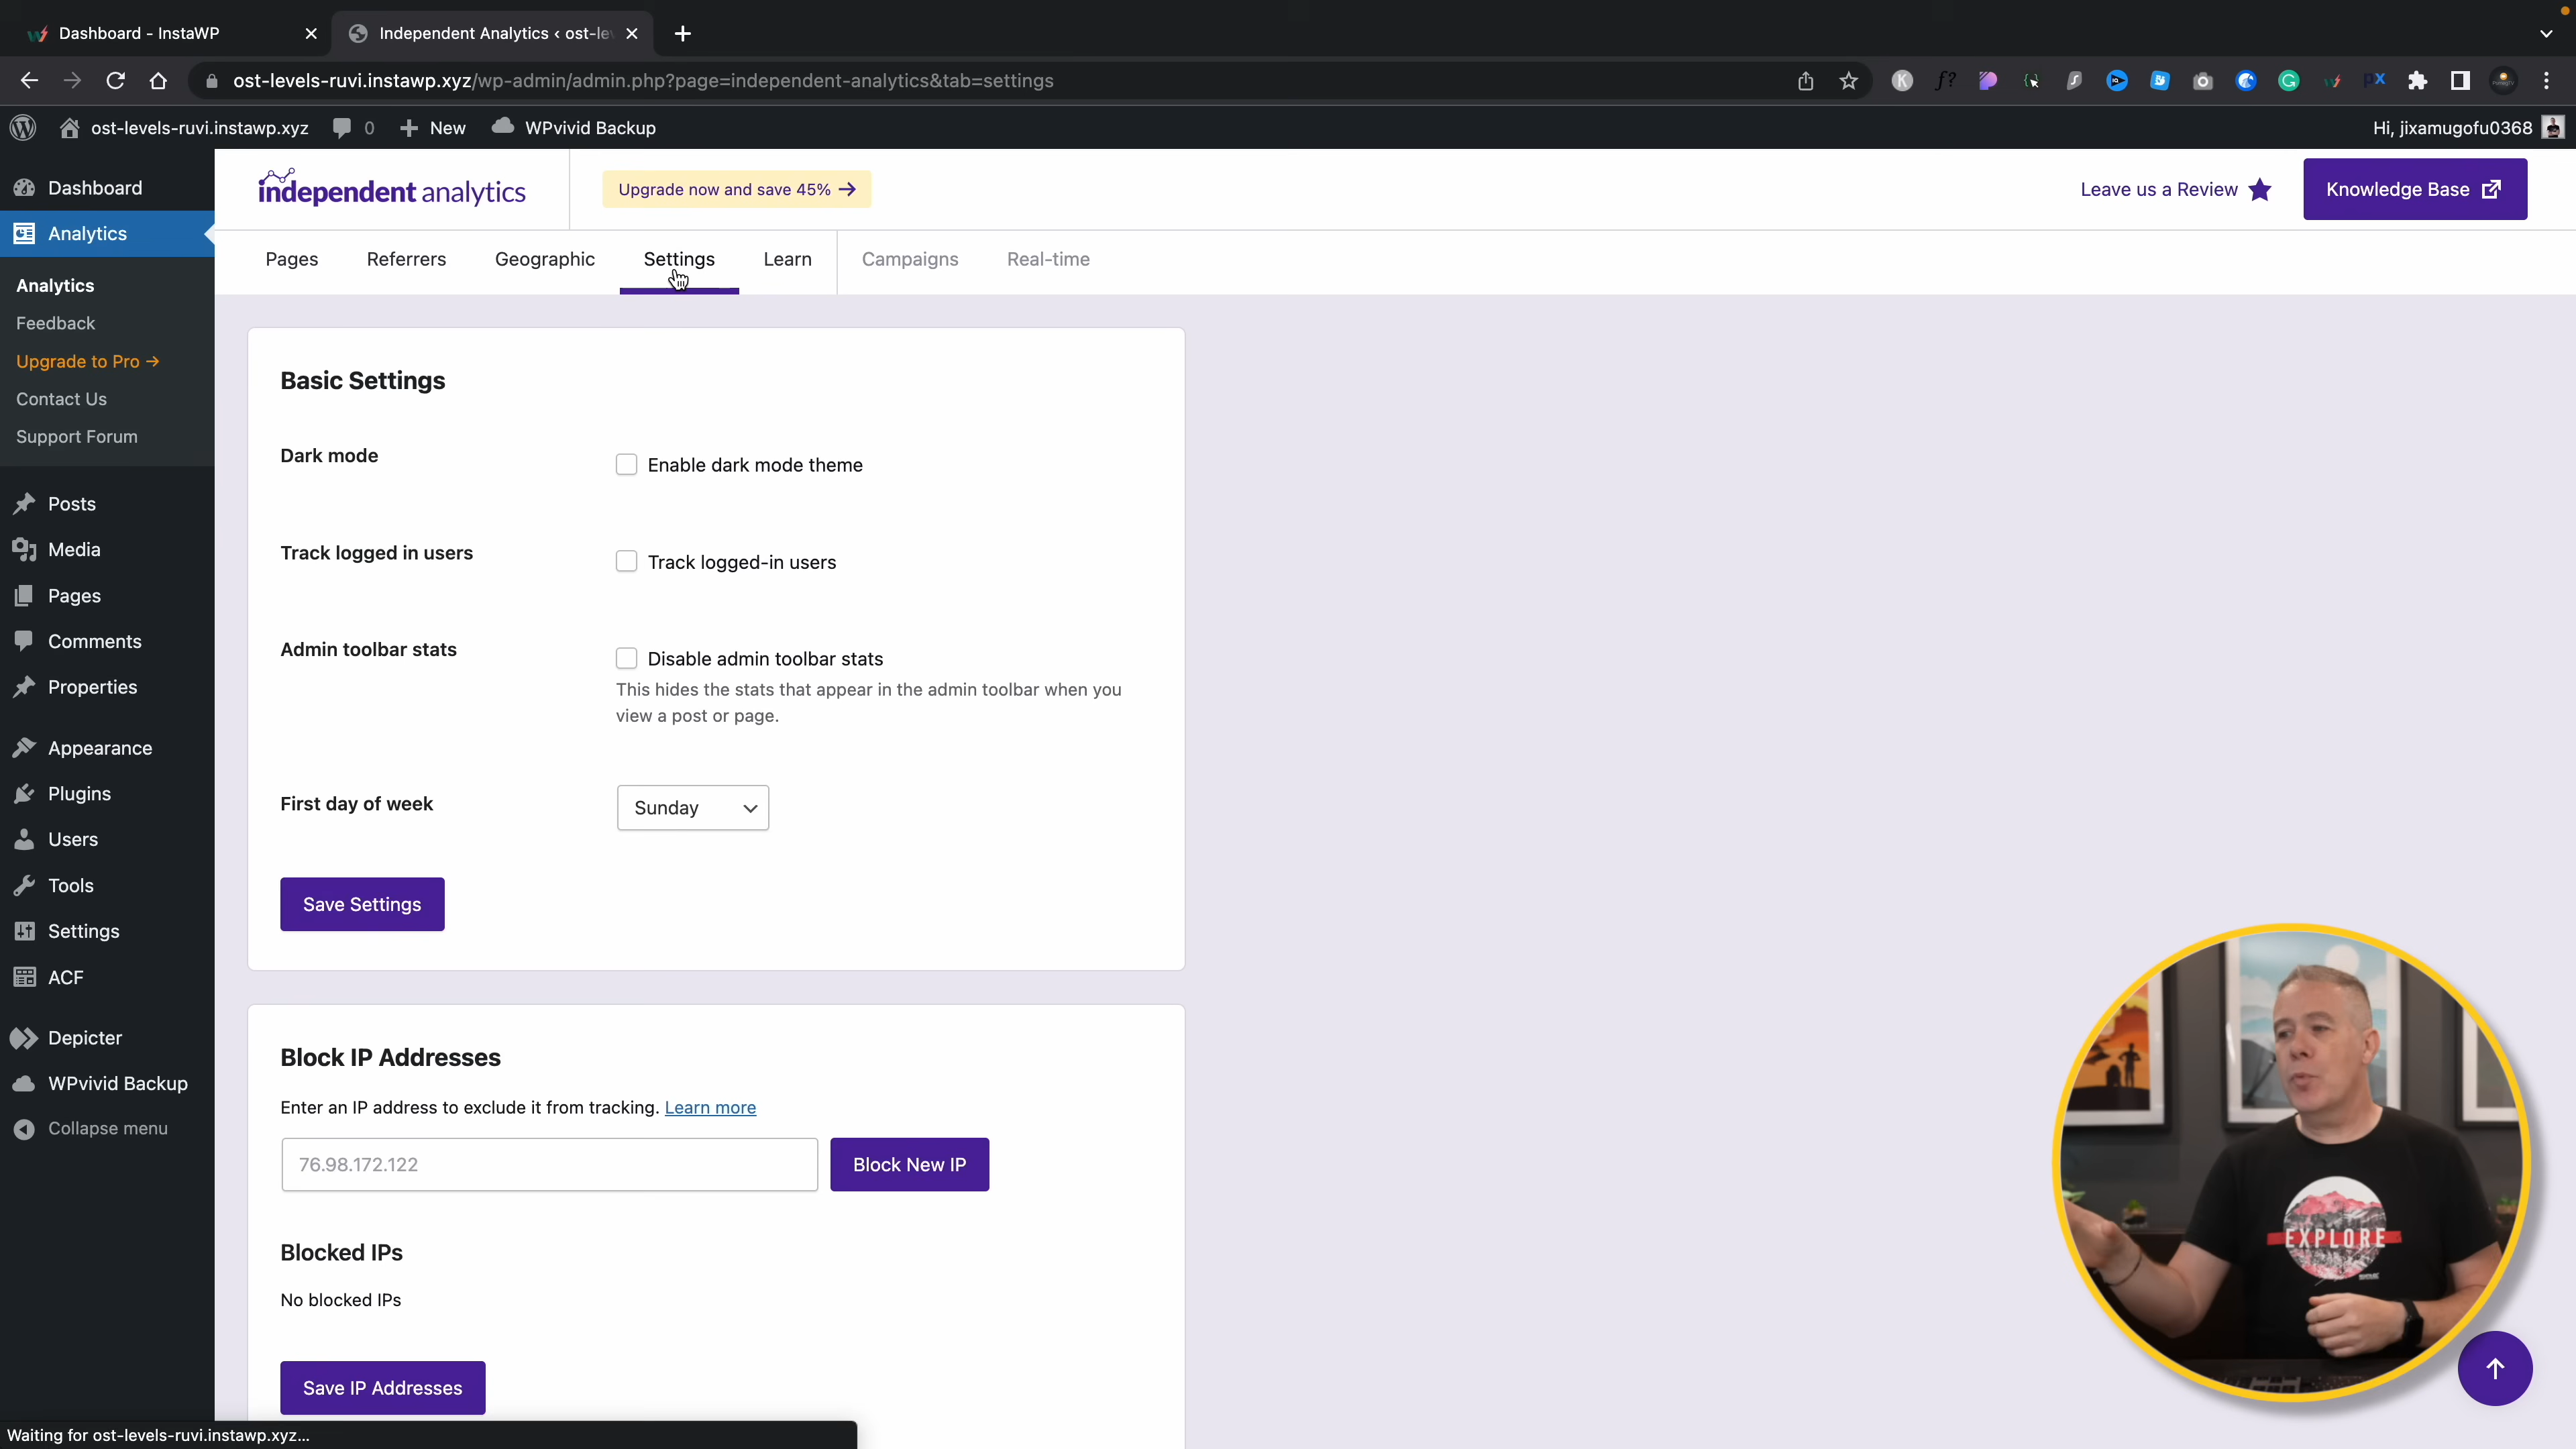 Dashboard - InstaWP
Independent Analytics ‹ ost-le
ost-levels-ruvi.instawp.xyz/wp-admin/admin.php?page=independent-analytics&tab=settings
ost-levels-ruvi.instawp.xyz
0
New
WPvivid Backup
Hi, jixamugofu0368
Dashboard
Analytics
Analytics
Feedback
Upgrade to Pro →
Contact Us
Support Forum
Posts
Media
Pages
Comments
Properties
Appearance
Plugins
Users
Tools
Settings
ACF
Depicter
WPvivid Backup
Collapse menu
independent analytics
Upgrade now and save 45% →
Leave us a Review
Knowledge Base
Pages
Referrers
Geographic
Settings
Learn
Campaigns
Real-time
Basic Settings
Dark mode
Enable dark mode theme
Track logged in users
Track logged-in users
Admin toolbar stats
Disable admin toolbar stats
This hides the stats that appear in the admin toolbar when you
view a post or page.
First day of week
Sunday
Save Settings
Block IP Addresses
Enter an IP address to exclude it from tracking. Learn more
76.98.172.122
Block New IP
Blocked IPs
No blocked IPs
Save IP Addresses
EXPLORE
Waiting for ost-levels-ruvi.instawp.xyz...